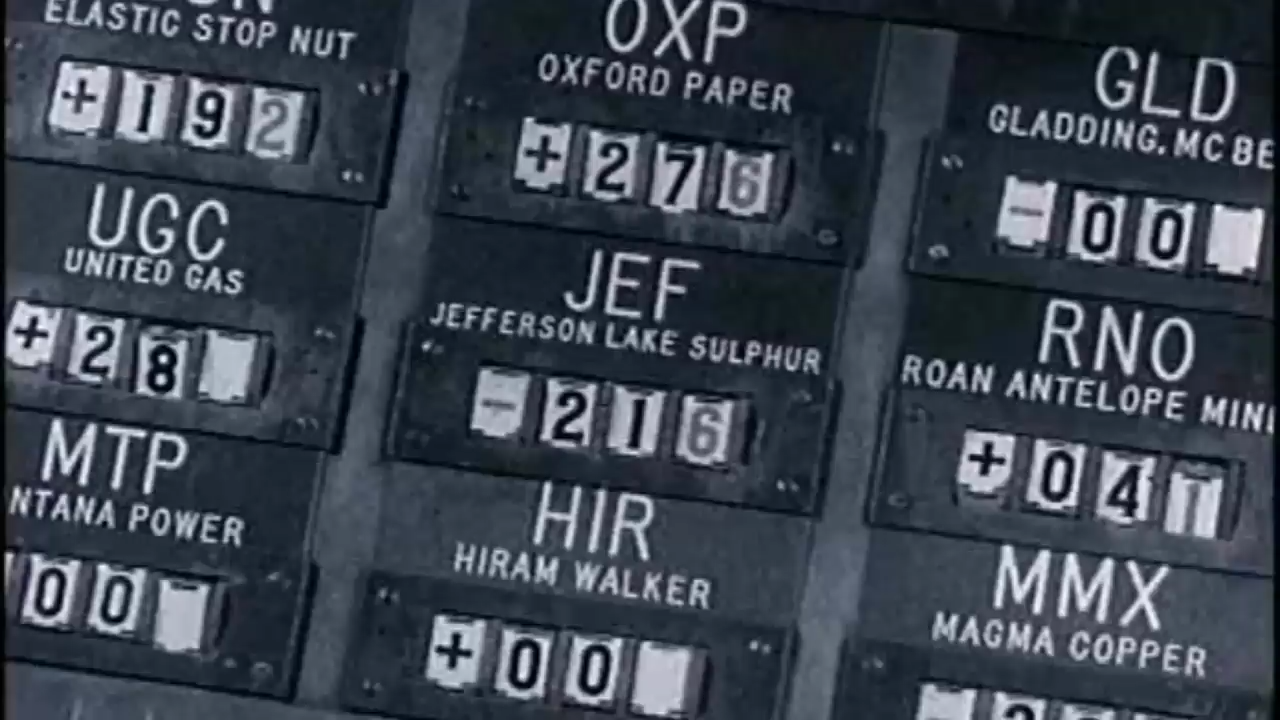 ELASTIC STOP NUT
+192
UGC
UNITED GAS
+28
MTP
NTANA POWER
00
OXP
OXFORD PAPER
+276
JEF
JEFFERSON LAKE SULPHUR
-216
HIR
HIRAM WALKER
+00
GLD
GLADDING, MC BE
-00
RNO
ROAN ANTELOPE MIN
+04
MMX
MAGMA COPPER